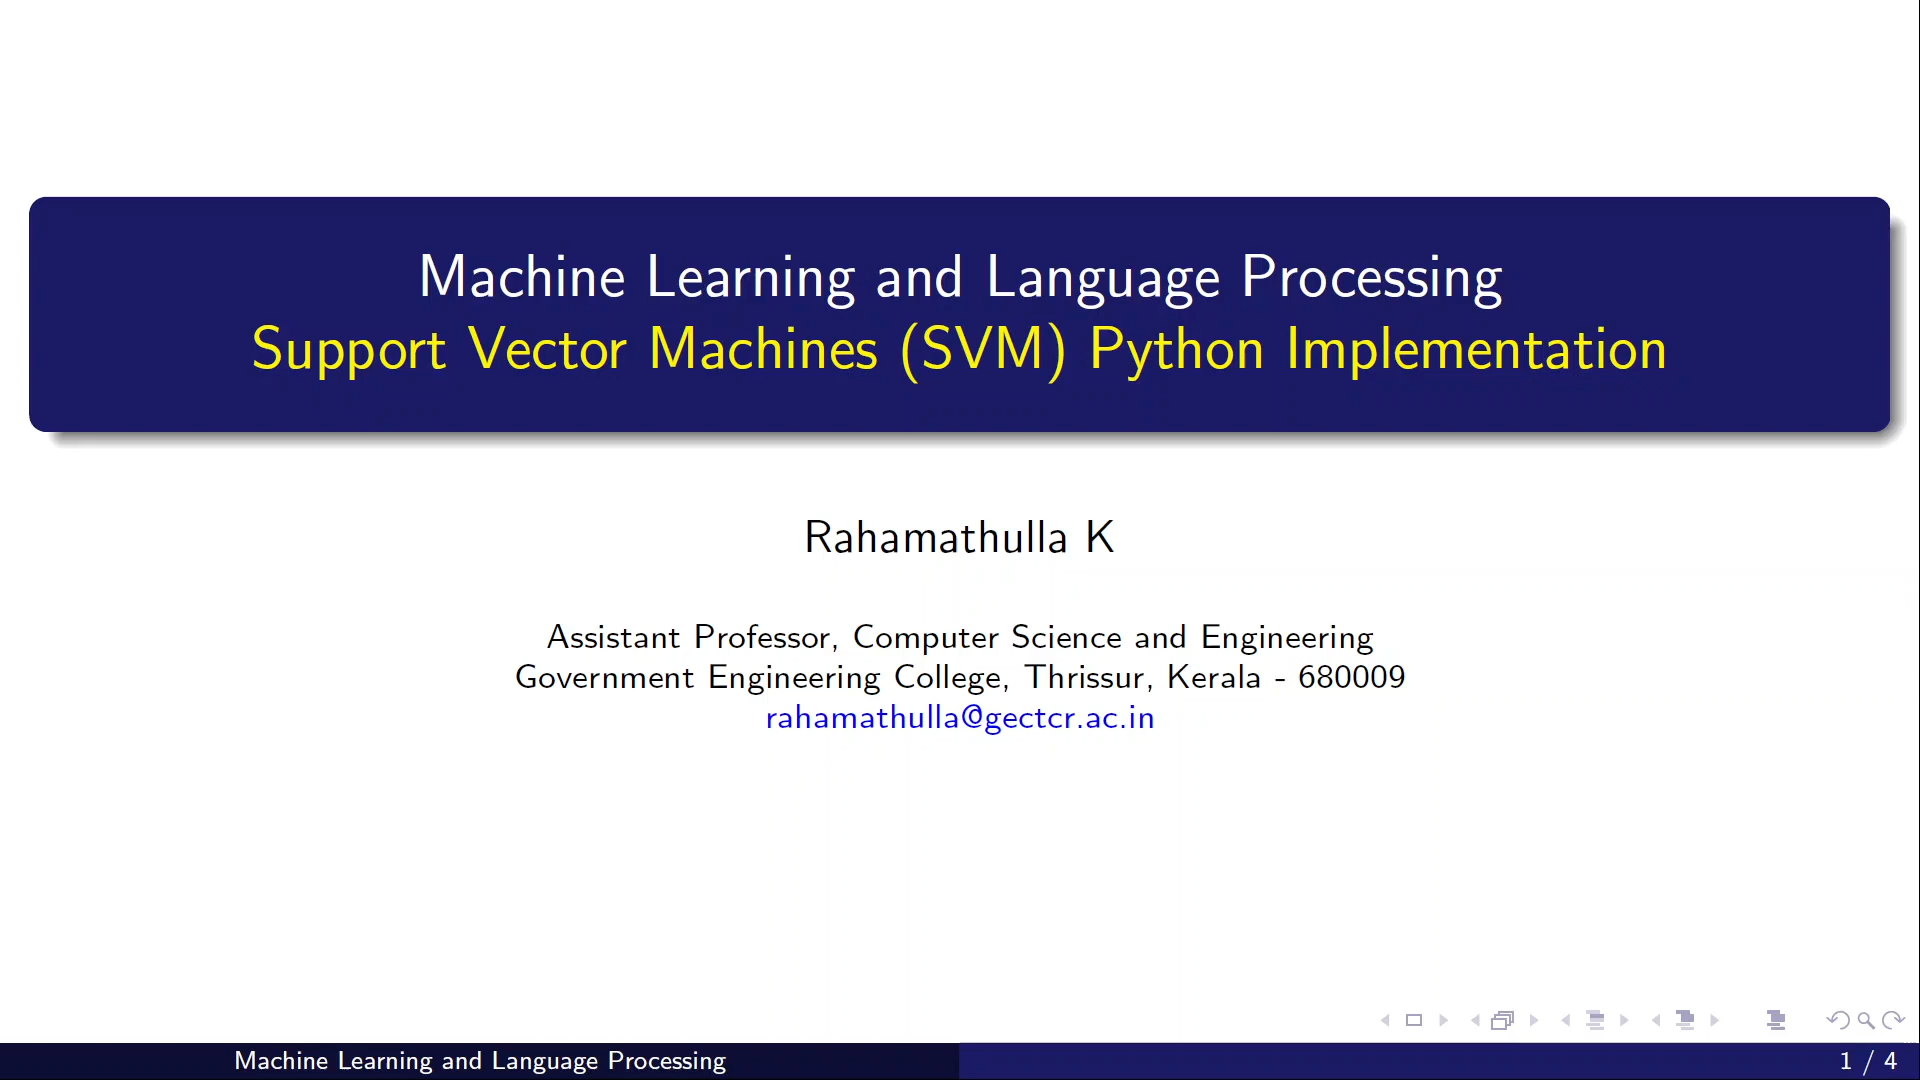 Machine Learning and Language Processing
Support Vector Machines (SVM) Python Implementation
Rahamathulla K
Assistant Professor, Computer Science and Engineering
Government Engineering College, Thrissur, Kerala - 680009
rahamathulla@gectcr.ac.in
Machine Learning and Language Processing
1 / 4